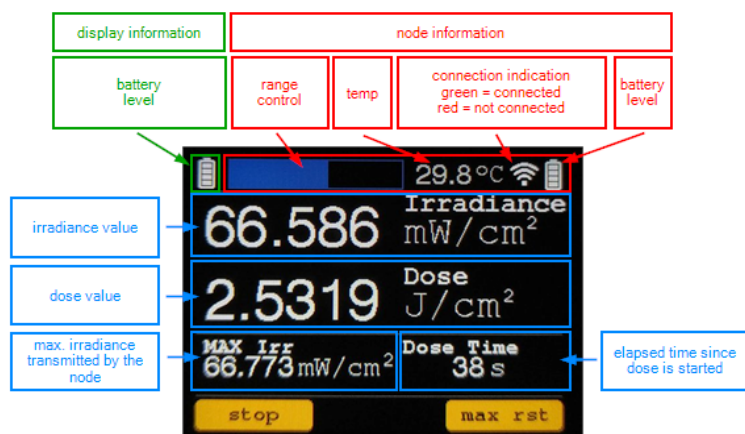 display information
node information
battery
level
range
control
temp
connection indication
green = connected
red = not connected
battery
level
29.8°C
irradiance value
66.586
Irradiance
mW/cm²
dose value
2.5319
Dose
J/cm²
max. irradiance
transmitted by the
node
MAX Irr
66.773 mW/cm²
Dose Time
38 s
elapsed time since
dose is started
stop
max rst